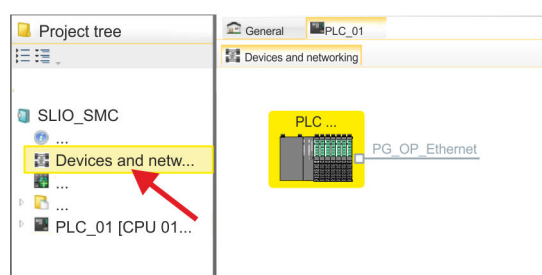 Project tree
SLIO_SMC
...
Devices and netw...
...
...
PLC_01 [CPU 01...
General
PLC_01
Devices and networking
PLC ...
PG_OP_Ethernet